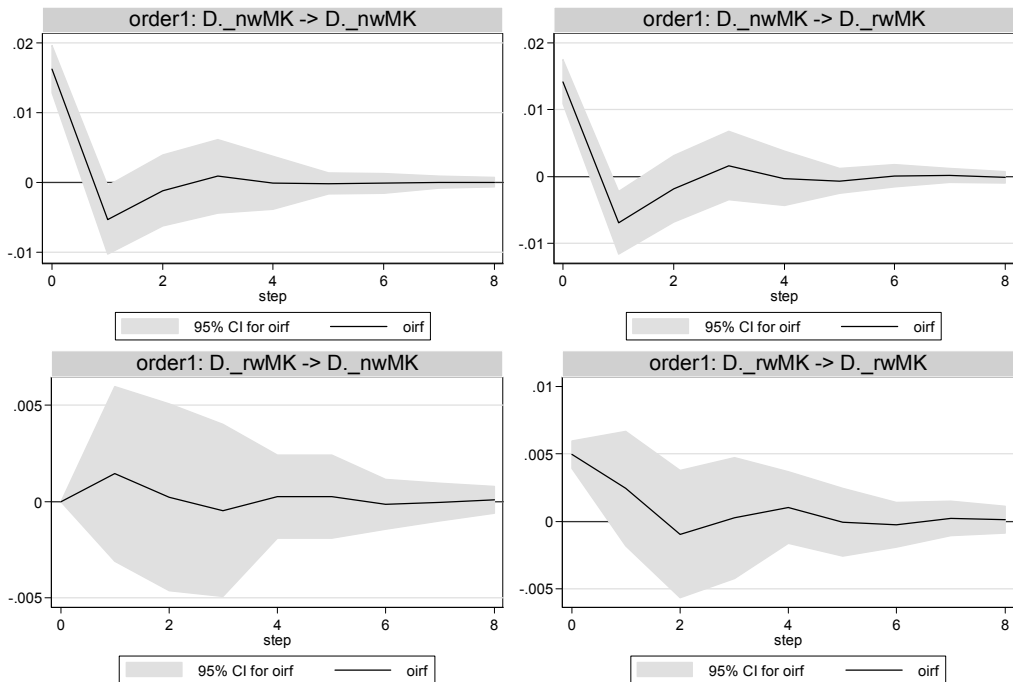 order1: D._nwMK -> D._nwMK
.02
.01
0
-.01
0 2 4 6 8
step
95% CI for oirf oirf
order1: D._nwMK -> D._rwMK
.02
.01
0
-.01
0 2 4 6 8
step
95% CI for oirf oirf
order1: D._rwMK -> D._nwMK
.005
0
-.005
0 2 4 6 8
step
95% CI for oirf oirf
order1: D._rwMK -> D._rwMK
.01
.005
0
-.005
0 2 4 6 8
step
95% CI for oirf oirf